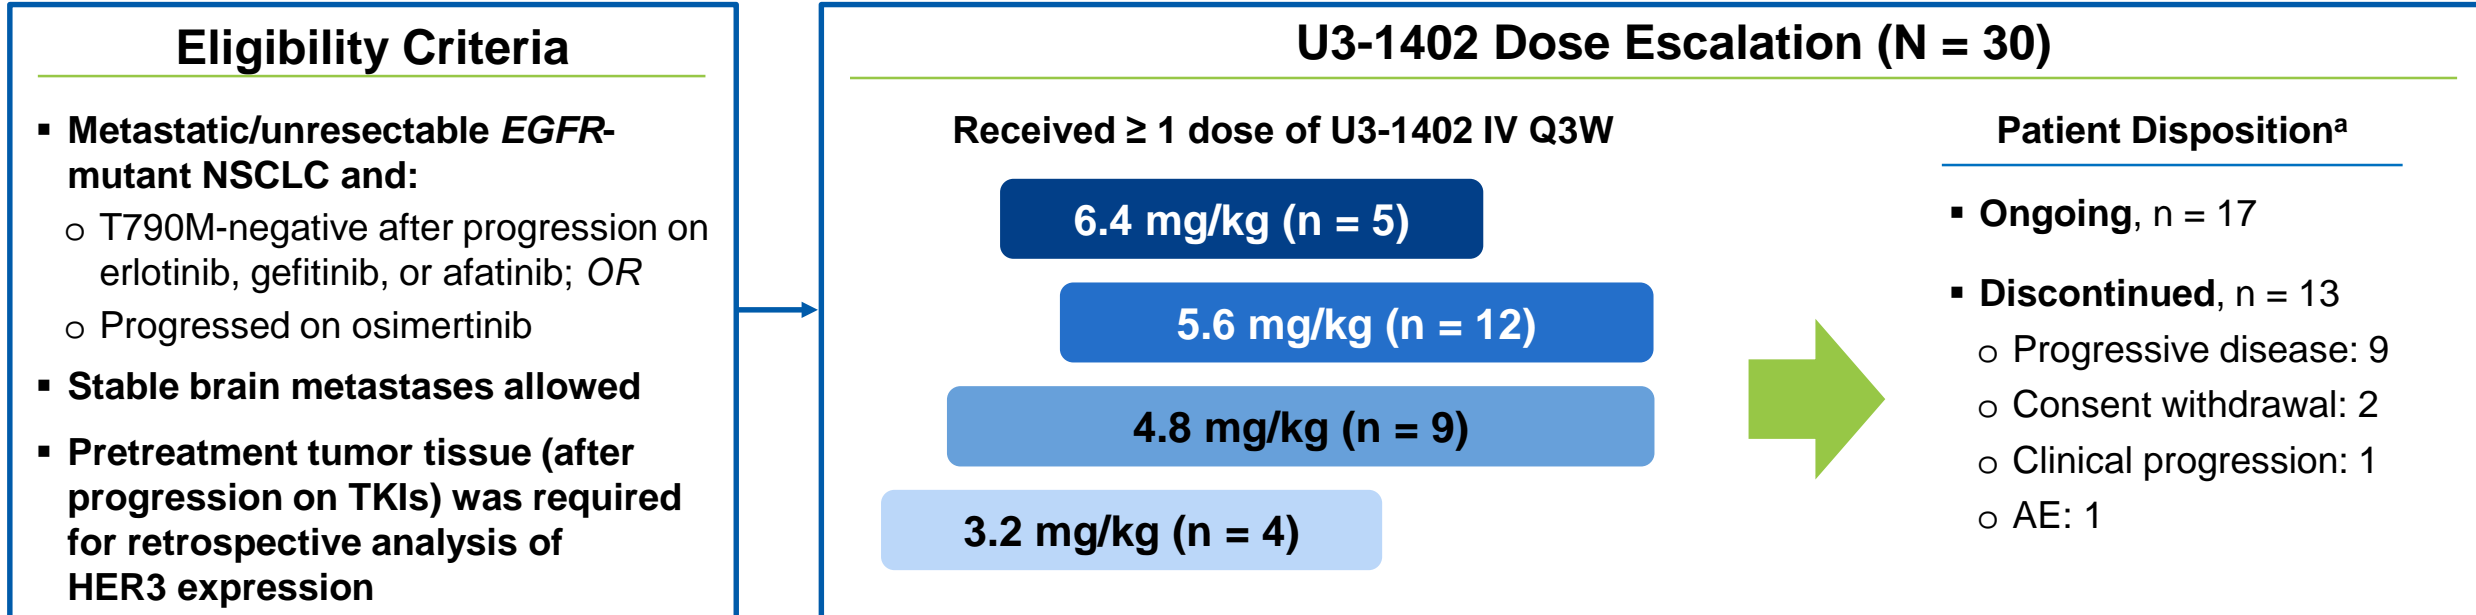 Eligibility Criteria
▪ Metastatic/unresectable EGFR-
mutant NSCLC and:
o T790M-negative after progression on
erlotinib, gefitinib, or afatinib; OR
o Progressed on osimertinib
▪ Stable brain metastases allowed
▪ Pretreatment tumor tissue (after
progression on TKIs) was required
for retrospective analysis of
HER3 expression
U3-1402 Dose Escalation (N = 30)
Received ≥ 1 dose of U3-1402 IV Q3W
6.4 mg/kg (n = 5)
5.6 mg/kg (n = 12)
4.8 mg/kg (n = 9)
3.2 mg/kg (n = 4)
Patient Dispositionᵃ
▪ Ongoing, n = 17
▪ Discontinued, n = 13
o Progressive disease: 9
o Consent withdrawal: 2
o Clinical progression: 1
o AE: 1